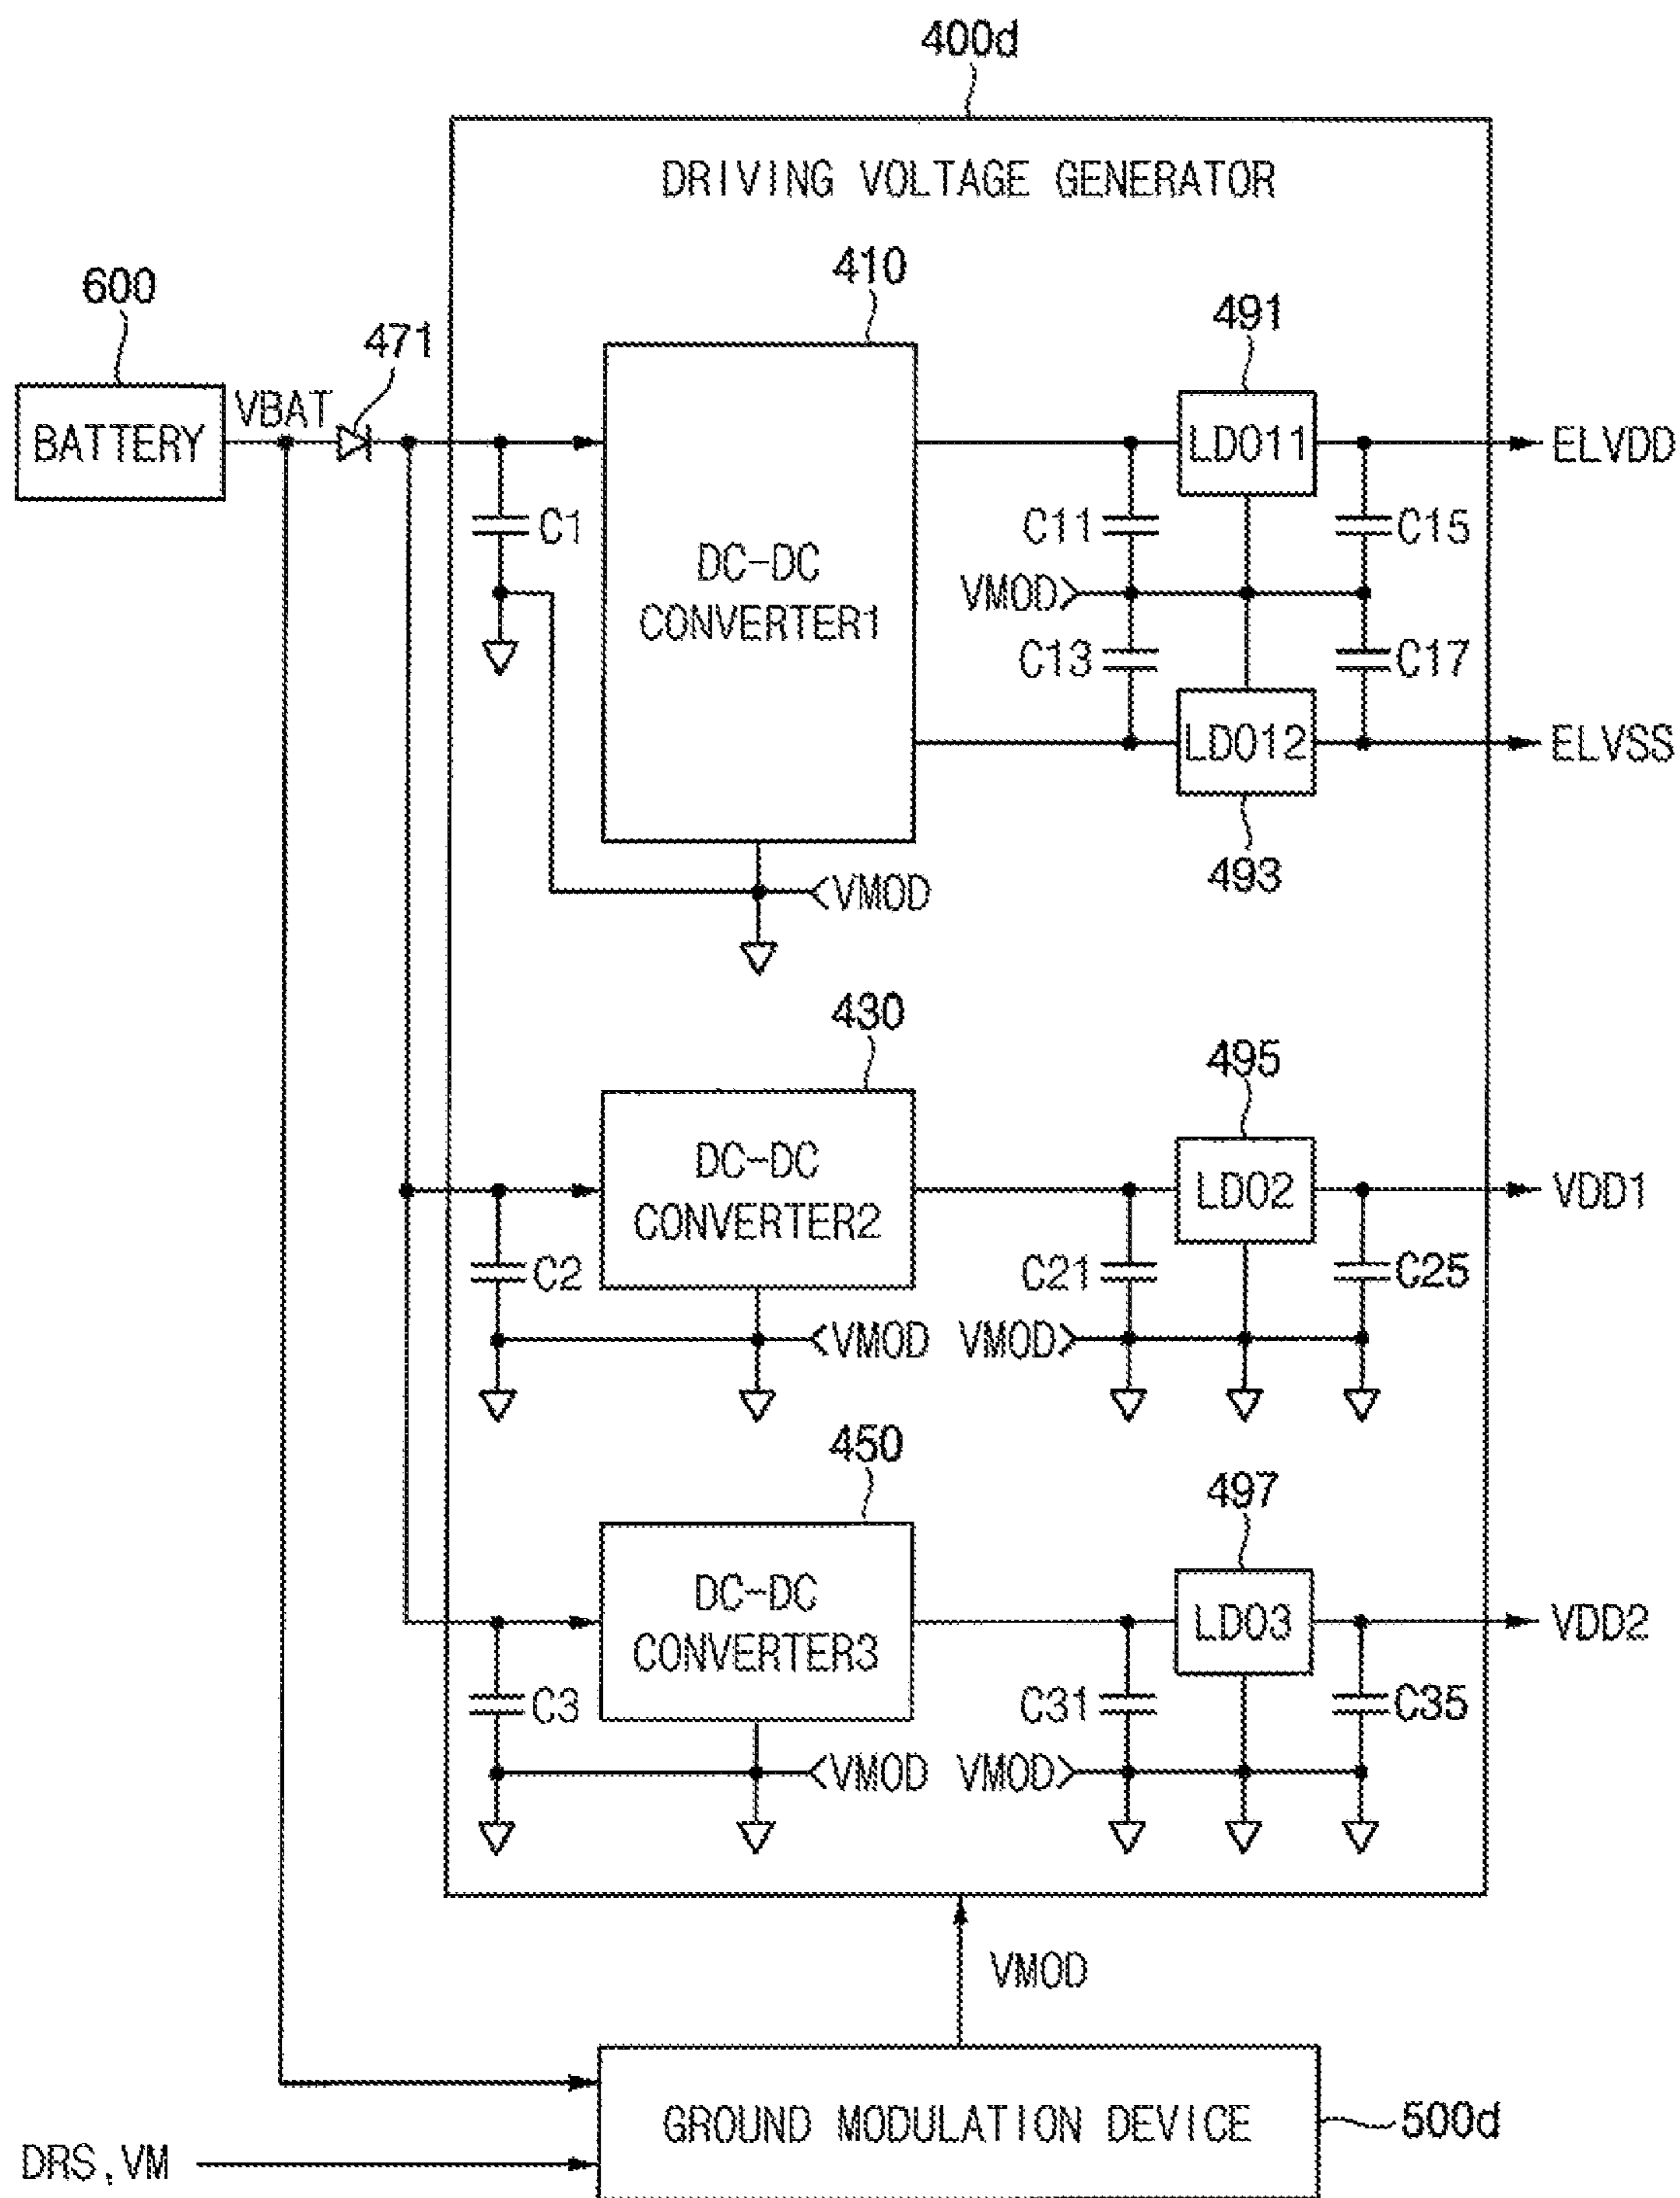 400d
DRIVING VOLTAGE GENERATOR
600
471
410
491
BATTERY
VBAT
LDO11
ELVDD
C1
C11
C15
DC-DC
CONVERTER1
VMOD
C13
C17
LDO12
ELVSS
493
VMOD
430
495
DC-DC
CONVERTER2
LDO2
VDD1
C2
C21
C25
VMOD
VMOD
450
497
DC-DC
CONVERTER3
LDO3
VDD2
C3
C31
C35
VMOD
VMOD
VMOD
GROUND MODULATION DEVICE
500d
DRS,VM